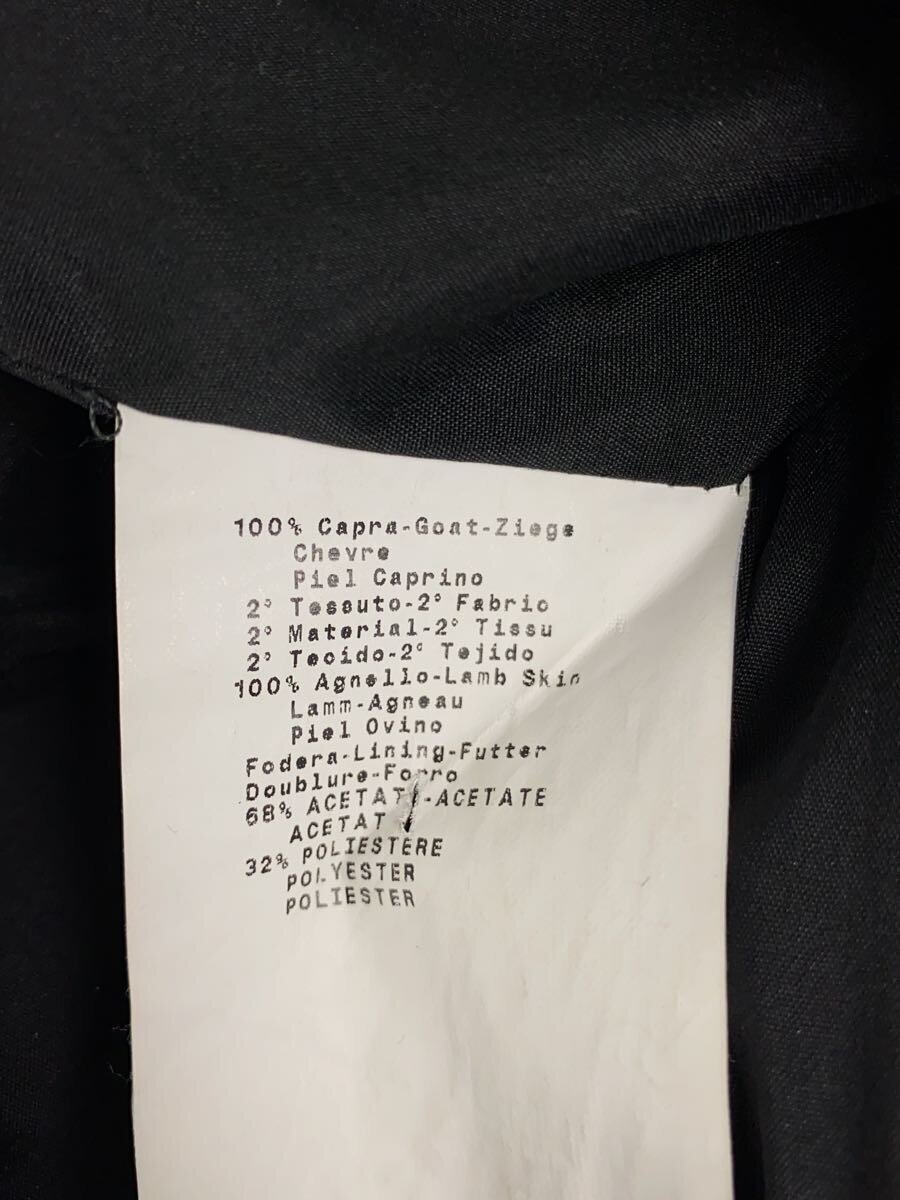 100% Capra-Goat-Ziege
Chevre
Piel Caprino
2° Tessuto-2° Fabric
2° Material-2° Tissu
2° Tecido-2° Tejido
100% Agnello-Lamb Skin
Lamm-Agneau
Piel Ovino
Fodera-Lining-Futter
Doublure-Forro
68% ACETATO-ACETATE
ACETAT
32% POLIESTERE
POLYESTER
POLIESTER